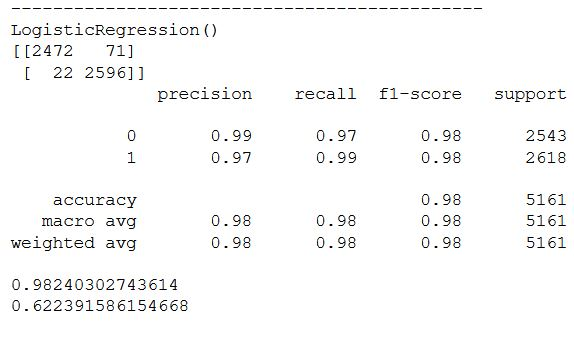 --------------------------------------------------
LogisticRegression()
[[2472   71]
 [  22 2596]]
              precision    recall  f1-score   support
           0       0.99      0.97      0.98      2543
           1       0.97      0.99      0.98      2618
    accuracy                           0.98      5161
   macro avg       0.98      0.98      0.98      5161
weighted avg       0.98      0.98      0.98      5161
0.98240302743614
0.622391586154668